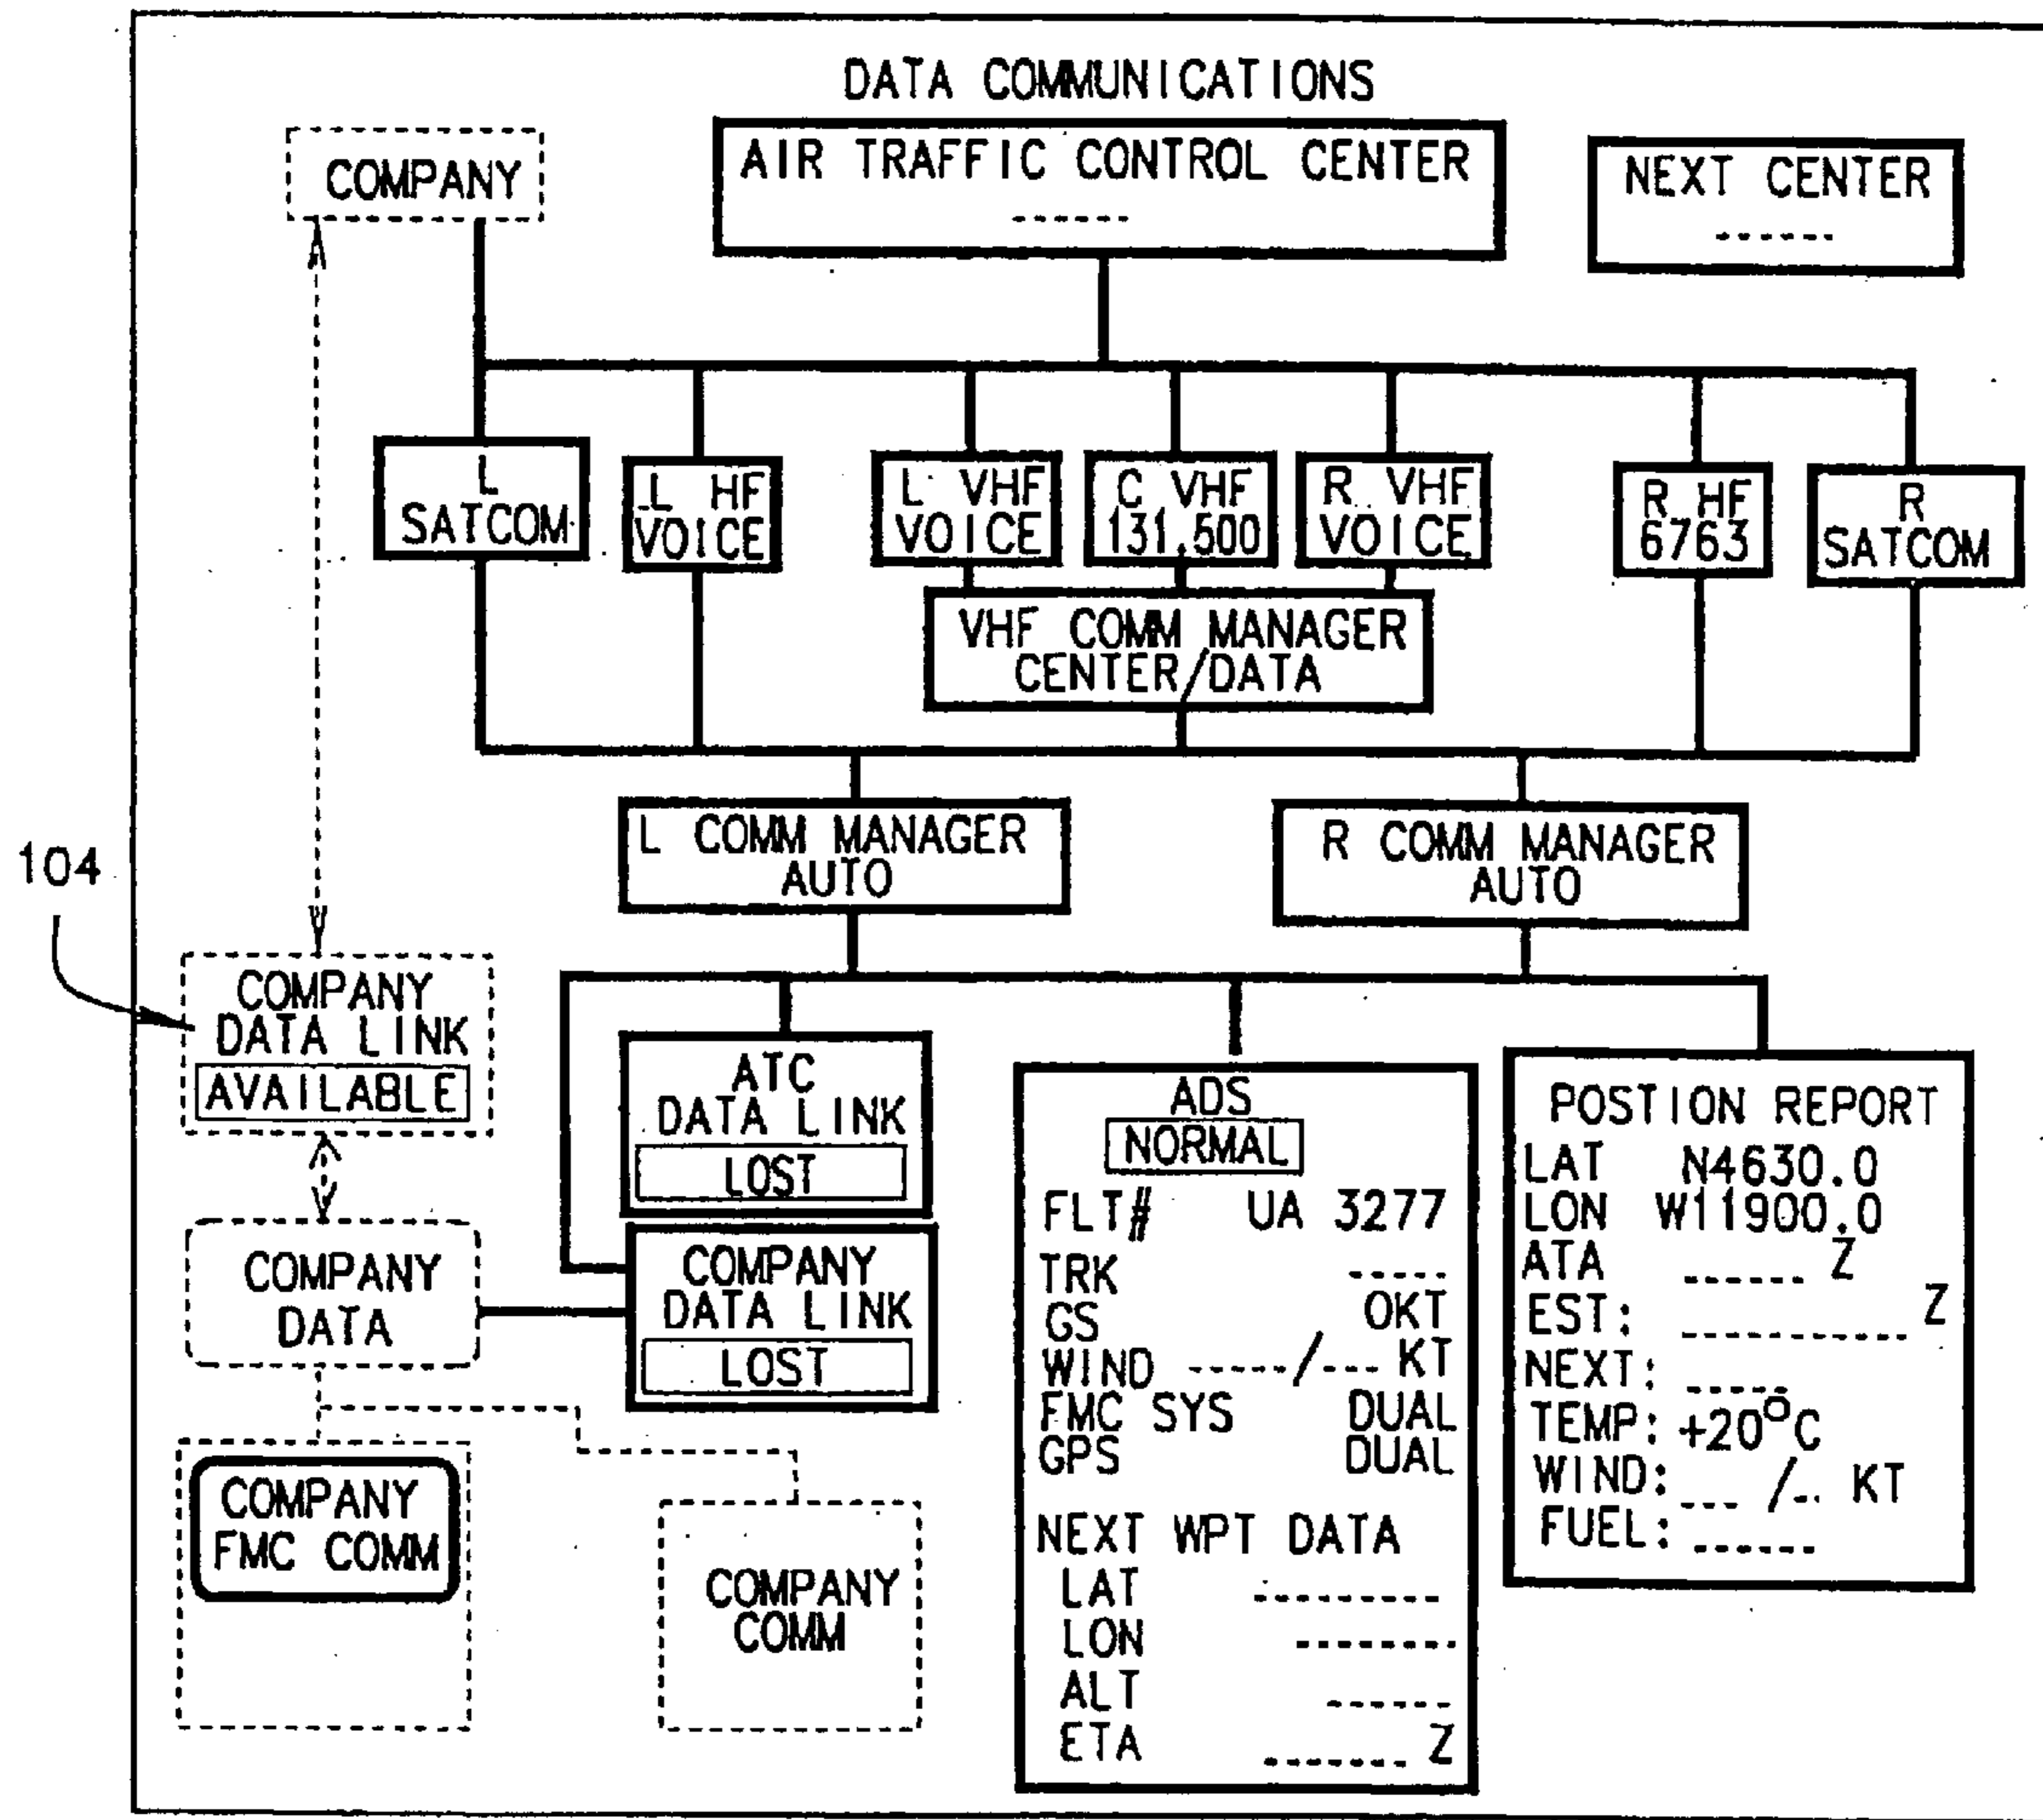 DATA COMMUNICATIONS
COMPANY
AIR TRAFFIC CONTROL CENTER
------
NEXT CENTER
------
L
SATCOM
L HF
VOICE
L VHF
VOICE
C VHF
131.500
R VHF
VOICE
R HF
6763
R
SATCOM
VHF COMM MANAGER
CENTER/DATA
L COMM MANAGER
AUTO
R COMM MANAGER
AUTO
104
COMPANY
DATA LINK
AVAILABLE
ATC
DATA LINK
LOST
COMPANY
DATA
COMPANY
DATA LINK
LOST
COMPANY
FMC COMM
COMPANY
COMM
ADS
NORMAL
FLT# UA 3277
TRK ----
GS 0KT
WIND -----/--- KT
FMC SYS DUAL
GPS DUAL
NEXT WPT DATA
LAT --------
LON -------
ALT -----
ETA ------ Z
POSTION REPORT
LAT N4630.0
LON W11900.0
ATA ------ Z
EST: ---------- Z
NEXT: -----
TEMP: +20°C
WIND: --- /-- KT
FUEL: ------